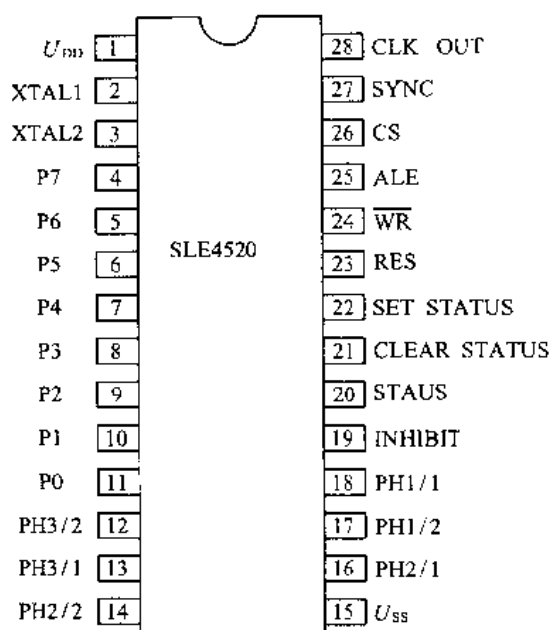 U_DD 1 28 CLK OUT
XTAL1 2 27 SYNC
XTAL2 3 26 CS
P7 4 25 ALE
P6 5 24 W̅R̅
P5 6 SLE4520 23 RES
P4 7 22 SET STATUS
P3 8 21 CLEAR STATUS
P2 9 20 STAUS
P1 10 19 INHIBIT
P0 11 18 PH1/1
PH3/2 12 17 PH1/2
PH3/1 13 16 PH2/1
PH2/2 14 15 U_SS